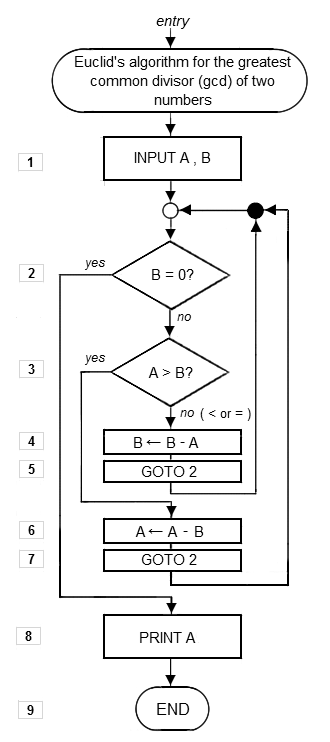 entry
Euclid's algorithm for the greatest
common divisor (gcd) of two
numbers
1
INPUT A , B
2
yes
B = 0?
no
3
yes
A > B?
no ( < or = )
4
B ← B - A
5
GOTO 2
6
A ← A - B
7
GOTO 2
8
PRINT A
9
END